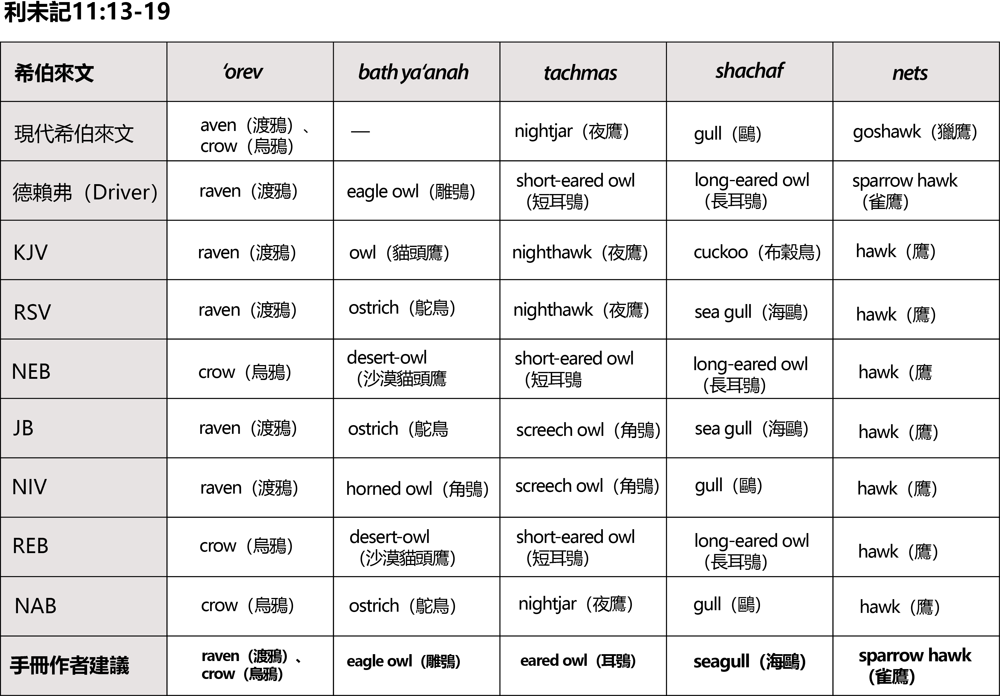 利未記11:13-19
希伯來文 ‘orev bath ya‘anah tachmas shachaf nets
現代希伯來文 aven（渡鴉）、 — nightjar（夜鷹） gull（鷗） goshawk（獵鷹）
crow（烏鴉）
德賴弗（Driver） raven（渡鴉） eagle owl（雕鴞） short-eared owl long-eared owl sparrow hawk
（短耳鴞） （長耳鴞） （雀鷹）
KJV raven（渡鴉） owl（貓頭鷹） nighthawk（夜鷹） cuckoo（布穀鳥） hawk（鷹）
RSV raven（渡鴉） ostrich（鴕鳥） nighthawk（夜鷹） sea gull（海鷗） hawk（鷹）
NEB crow（烏鴉） desert-owl short-eared owl long-eared owl hawk（鷹
（沙漠貓頭鷹 （短耳鴞 （長耳鴞）
JB raven（渡鴉） ostrich（鴕鳥 screech owl（角鴞） sea gull（海鷗） hawk（鷹）
NIV raven（渡鴉） horned owl（角鴞） screech owl（角鴞） gull（鷗） hawk（鷹）
REB crow（烏鴉） desert-owl short-eared owl long-eared owl hawk（鷹）
（沙漠貓頭鷹） （短耳鴞） （長耳鴞）
NAB crow（烏鴉） ostrich（鴕鳥） nightjar（夜鷹） gull（鷗） hawk（鷹）
手冊作者建議 raven（渡鴉）、 eagle owl（雕鴞） eared owl（耳鴞） seagull（海鷗） sparrow hawk
crow（烏鴉） （雀鷹）